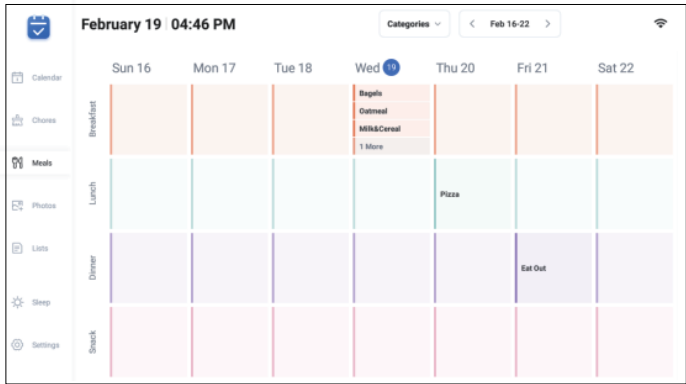 February 19 04:46 PM
Categories
Feb 16-22
Sun 16 Mon 17 Tue 18 Wed 19 Thu 20 Fri 21 Sat 22
Calendar
Chores
Meals
Photos
Lists
Sleep
Settings
Breakfast
Bagels
Oatmeal
Milk&Cereal
1 More
Lunch
Pizza
Dinner
Eat Out
Snack